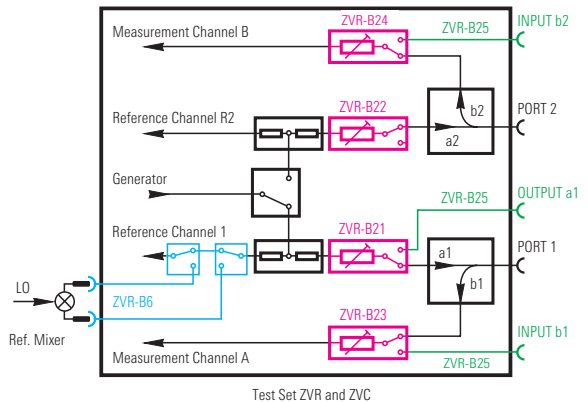 ZVR-B24
INPUT b2
Measurement Channel B
ZVR-B25
ZVR-B22
b2
PORT 2
Reference Channel R2
a2
Generator
OUTPUT a1
ZVR-B25
Reference Channel 1
ZVR-B21
PORT 1
a1
b1
LO
ZVR-B6
ZVR-B23
INPUT b1
Ref. Mixer
Measurement Channel A
ZVR-B25
Test Set ZVR and ZVC